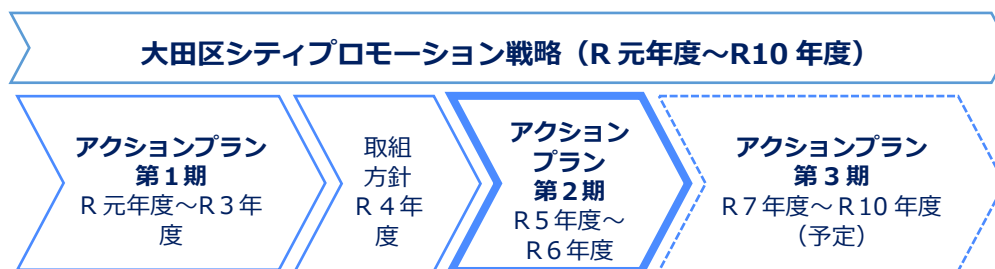 大田区シティプロモーション戦略（R 元年度～R10 年度）
アクションプラン
第１期
R 元年度～R３年
度
取組
方針
R４年
度
アクション
プラン
第２期
R５年度～
R６年度
アクションプラン
第３期
R７年度～R10 年度
（予定）